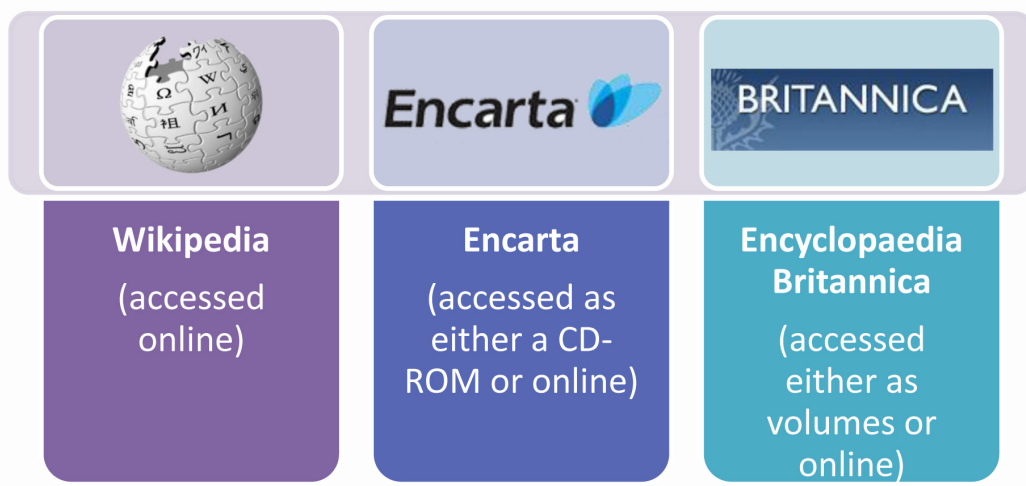 Ω
W
И
祖
Encarta
BRITANNICA
Wikipedia
(accessed
online)
Encarta
(accessed as
either a CD-
ROM or online)
Encyclopaedia
Britannica
(accessed
either as
volumes or
online)